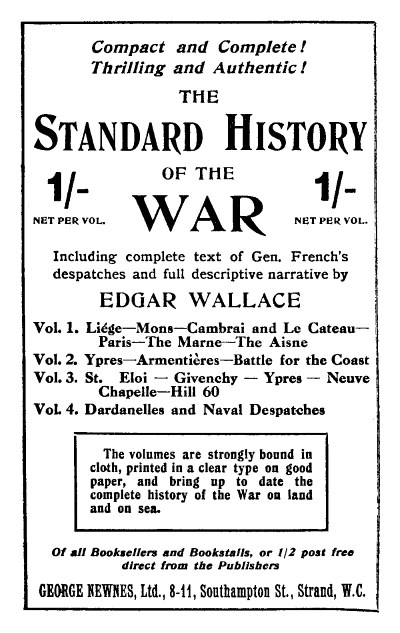 Compact and Complete!
Thrilling and Authentic!
THE
STANDARD HISTORY
OF THE
1/-
NET PER VOL.
WAR
1/-
NET PER VOL.
Including complete text of Gen. French's
despatches and full descriptive narrative by
EDGAR WALLACE
Vol. 1. Liége—Mons—Cambrai and Le Cateau—
Paris—The Marne—The Aisne
Vol. 2. Ypres—Armentières—Battle for the Coast
Vol. 3. St. Eloi — Givenchy — Ypres — Neuve
Chapelle—Hill 60
Vol. 4. Dardanelles and Naval Despatches
The volumes are strongly bound in
cloth, printed in a clear type on good
paper, and bring up to date the
complete history of the War on land
and on sea.
Of all Booksellers and Bookstalls, or 1/2 post free
direct from the Publishers
GEORGE NEWNES, Ltd., 8-11, Southampton St., Strand, W.C.